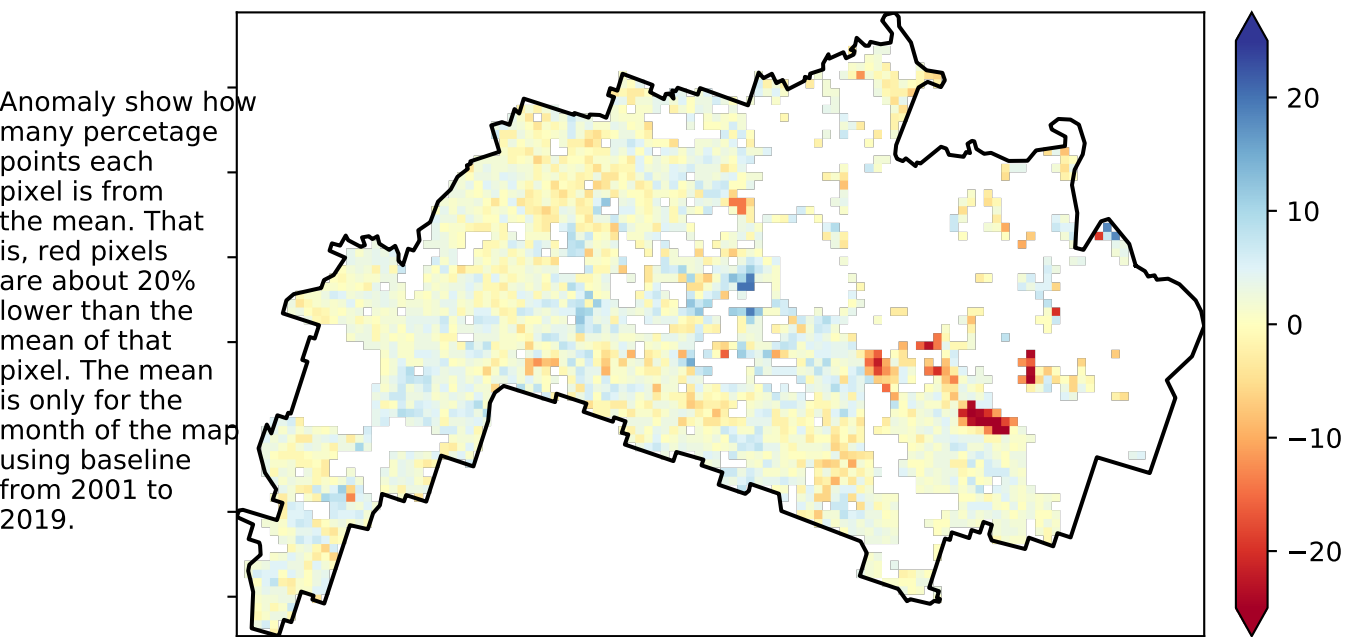 Anomaly show how
many percetage
points each
pixel is from
the mean. That
is, red pixels
are about 20%
lower than the
mean of that
pixel. The mean
is only for the
month of the map
using baseline
from 2001 to
2019.
20
10
0
−10
−20